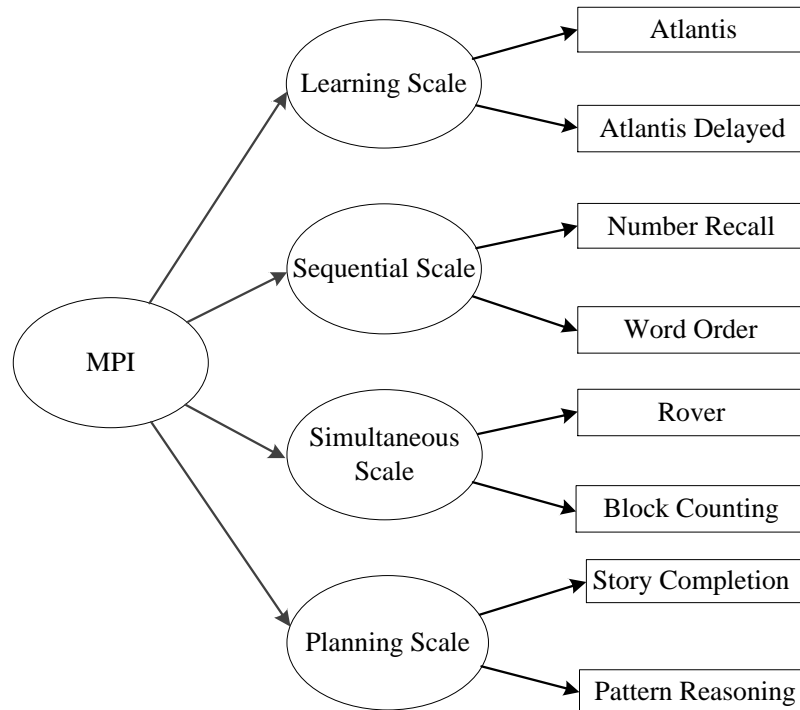 Atlantis
Learning Scale
Atlantis Delayed
Number Recall
Sequential Scale
Word Order
MPI
Rover
Simultaneous
Scale
Block Counting
Story Completion
Planning Scale
Pattern Reasoning